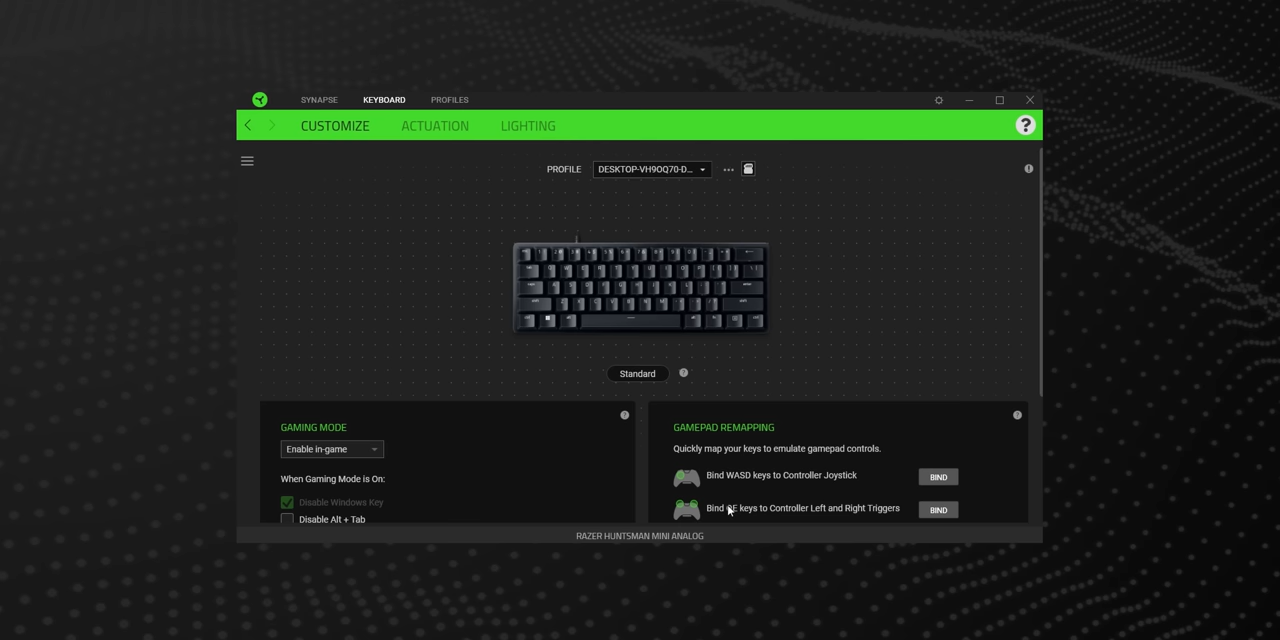 SYNAPSE KEYBOARD PROFILES
CUSTOMIZE ACTUATION LIGHTING ?
PROFILE DESKTOP-VH9OQ70-D... ...
Standard ?
GAMING MODE ?
Enable in-game
When Gaming Mode is On:
Disable Windows Key
Disable Alt + Tab
GAMEPAD REMAPPING ?
Quickly map your keys to emulate gamepad controls.
Bind WASD keys to Controller Joystick BIND
Bind QE keys to Controller Left and Right Triggers BIND
RAZER HUNTSMAN MINI ANALOG